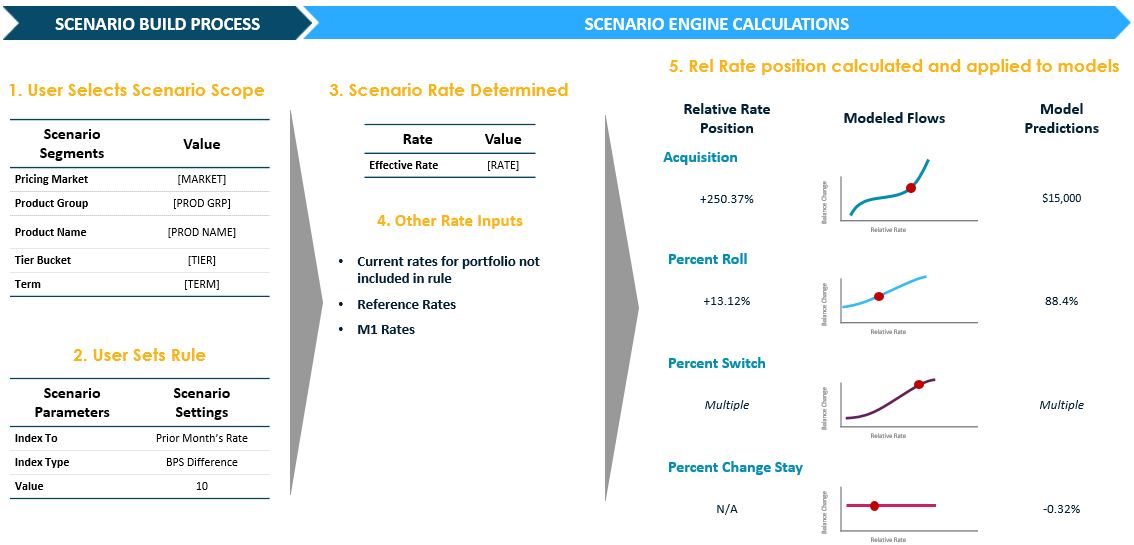 SCENARIO BUILD PROCESS
SCENARIO ENGINE CALCULATIONS
1. User Selects Scenario Scope
Scenario Segments Value
Pricing Market [MARKET]
Product Group [PROD GRP]
Product Name [PROD NAME]
Tier Bucket [TIER]
Term [TERM]
2. User Sets Rule
Scenario Parameters Scenario Settings
Index To Prior Month's Rate
Index Type BPS Difference
Value 10
3. Scenario Rate Determined
Rate Value
Effective Rate [RATE]
4. Other Rate Inputs
• Current rates for portfolio not
included in rule
• Reference Rates
• M1 Rates
5. Rel Rate position calculated and applied to models
Relative Rate Position Modeled Flows Model Predictions
Acquisition
+250.37% $15,000
Balance Change
Relative Rate
Percent Roll
+13.12% 88.4%
Balance Change
Relative Rate
Percent Switch
Multiple Multiple
Balance Change
Relative Rate
Percent Change Stay
N/A -0.32%
Balance Change
Relative Rate